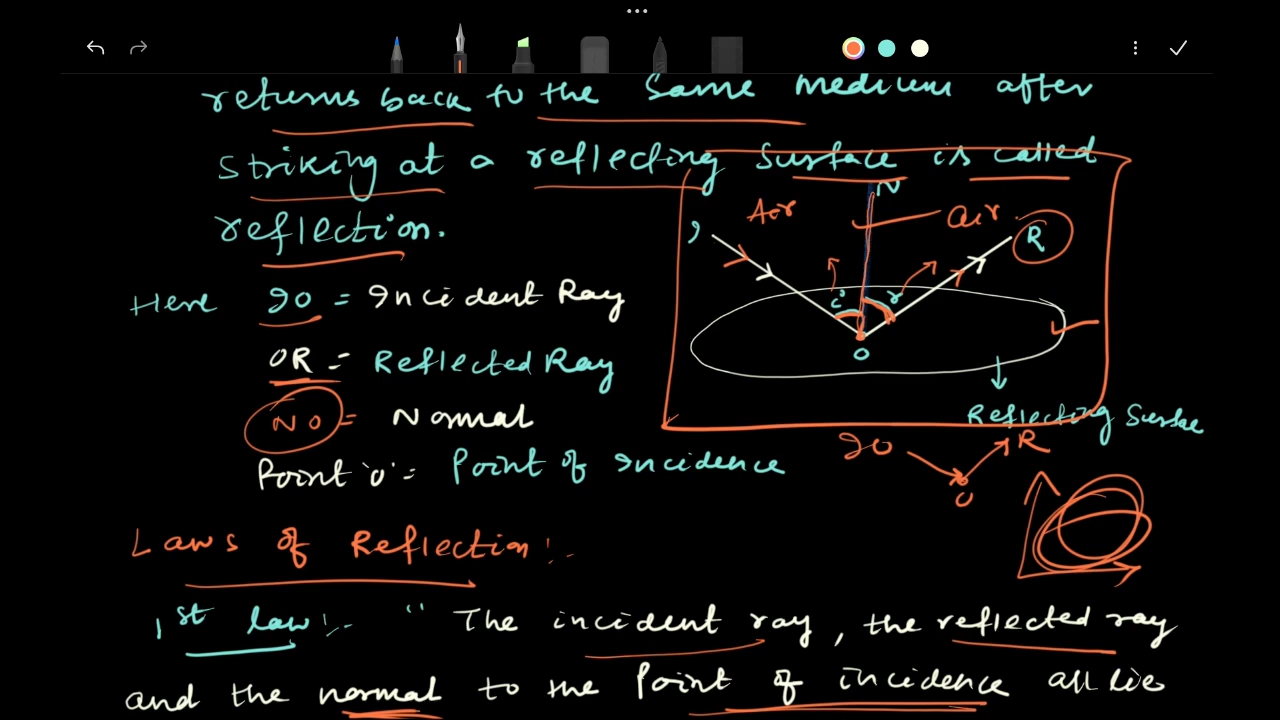 returns back to the same medium after
striking at a reflecting surface is called
reflection.
N
Air
air
I
R
i
r
O
Reflecting Surfac
Here IO = Incident Ray
OR = Reflected Ray
NO = Normal
Point 'O' = Point of incidence
IO
R
O
Laws of Reflection :-
1st law :- " The incident ray, the reflected ray
and the normal to the Point of incidence all lies